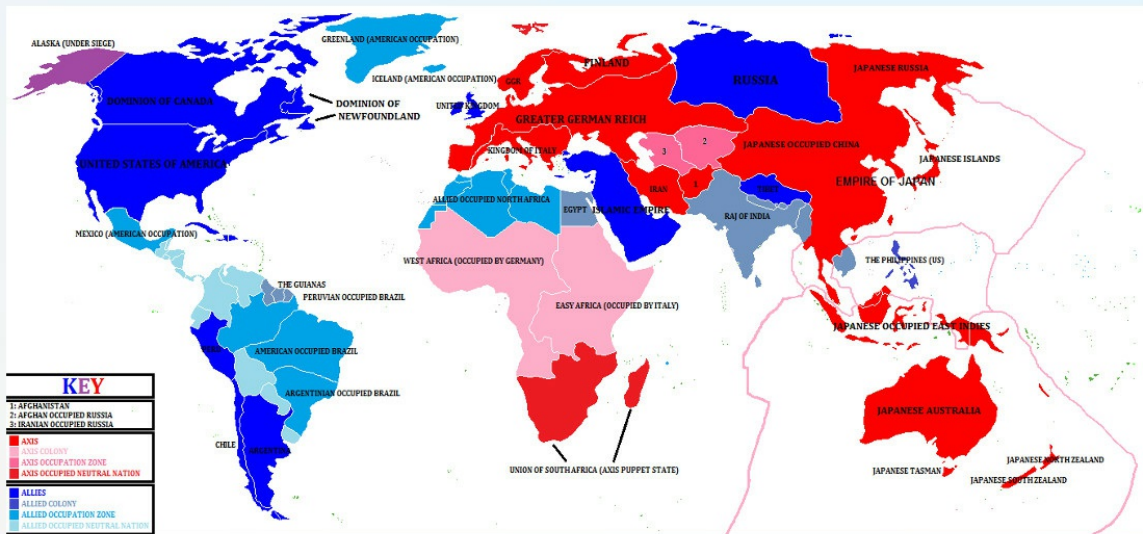 ALASKA (UNDER SIEGE)
GREENLAND (AMERICAN OCCUPATION)
ICELAND (AMERICAN OCCUPATION)
DOMINION OF CANADA
DOMINION OF
NEWFOUNDLAND
UNITED KINGDOM
GGR
FINLAND
RUSSIA
JAPANESE RUSSIA
GREATER GERMAN REICH
UNITED STATES OF AMERICA
KINGDOM OF ITALY
3
2
JAPANESE OCCUPIED CHINA
JAPANESE ISLANDS
EMPIRE OF JAPAN
IRAN
1
TIBET
ALLIED OCCUPIED NORTH AFRICA
EGYPT
ISLAMIC EMPIRE
RAJ OF INDIA
MEXICO (AMERICAN OCCUPATION)
WEST AFRICA (OCCUPIED BY GERMANY)
THE PHILIPPINES (US)
THE GUIANAS
PERUVIAN OCCUPIED BRAZIL
EASY AFRICA (OCCUPIED BY ITALY)
JAPANESE OCCUPIED EAST INDIES
PERU
AMERICAN OCCUPIED BRAZIL
ARGENTINIAN OCCUPIED BRAZIL
JAPANESE AUSTRALIA
CHILE
ARGENTINA
UNION OF SOUTH AFRICA (AXIS PUPPET STATE)
JAPANESE NORTH ZEALAND
JAPANESE TASMAN
JAPANESE SOUTH ZEALAND
KEY
1: AFGHANISTAN
2: AFGHAN OCCUPIED RUSSIA
3: IRANIAN OCCUPIED RUSSIA
AXIS
AXIS COLONY
AXIS OCCUPATION ZONE
AXIS OCCUPIED NEUTRAL NATION
ALLIES
ALLIED COLONY
ALLIED OCCUPATION ZONE
ALLIED OCCUPIED NEUTRAL NATION